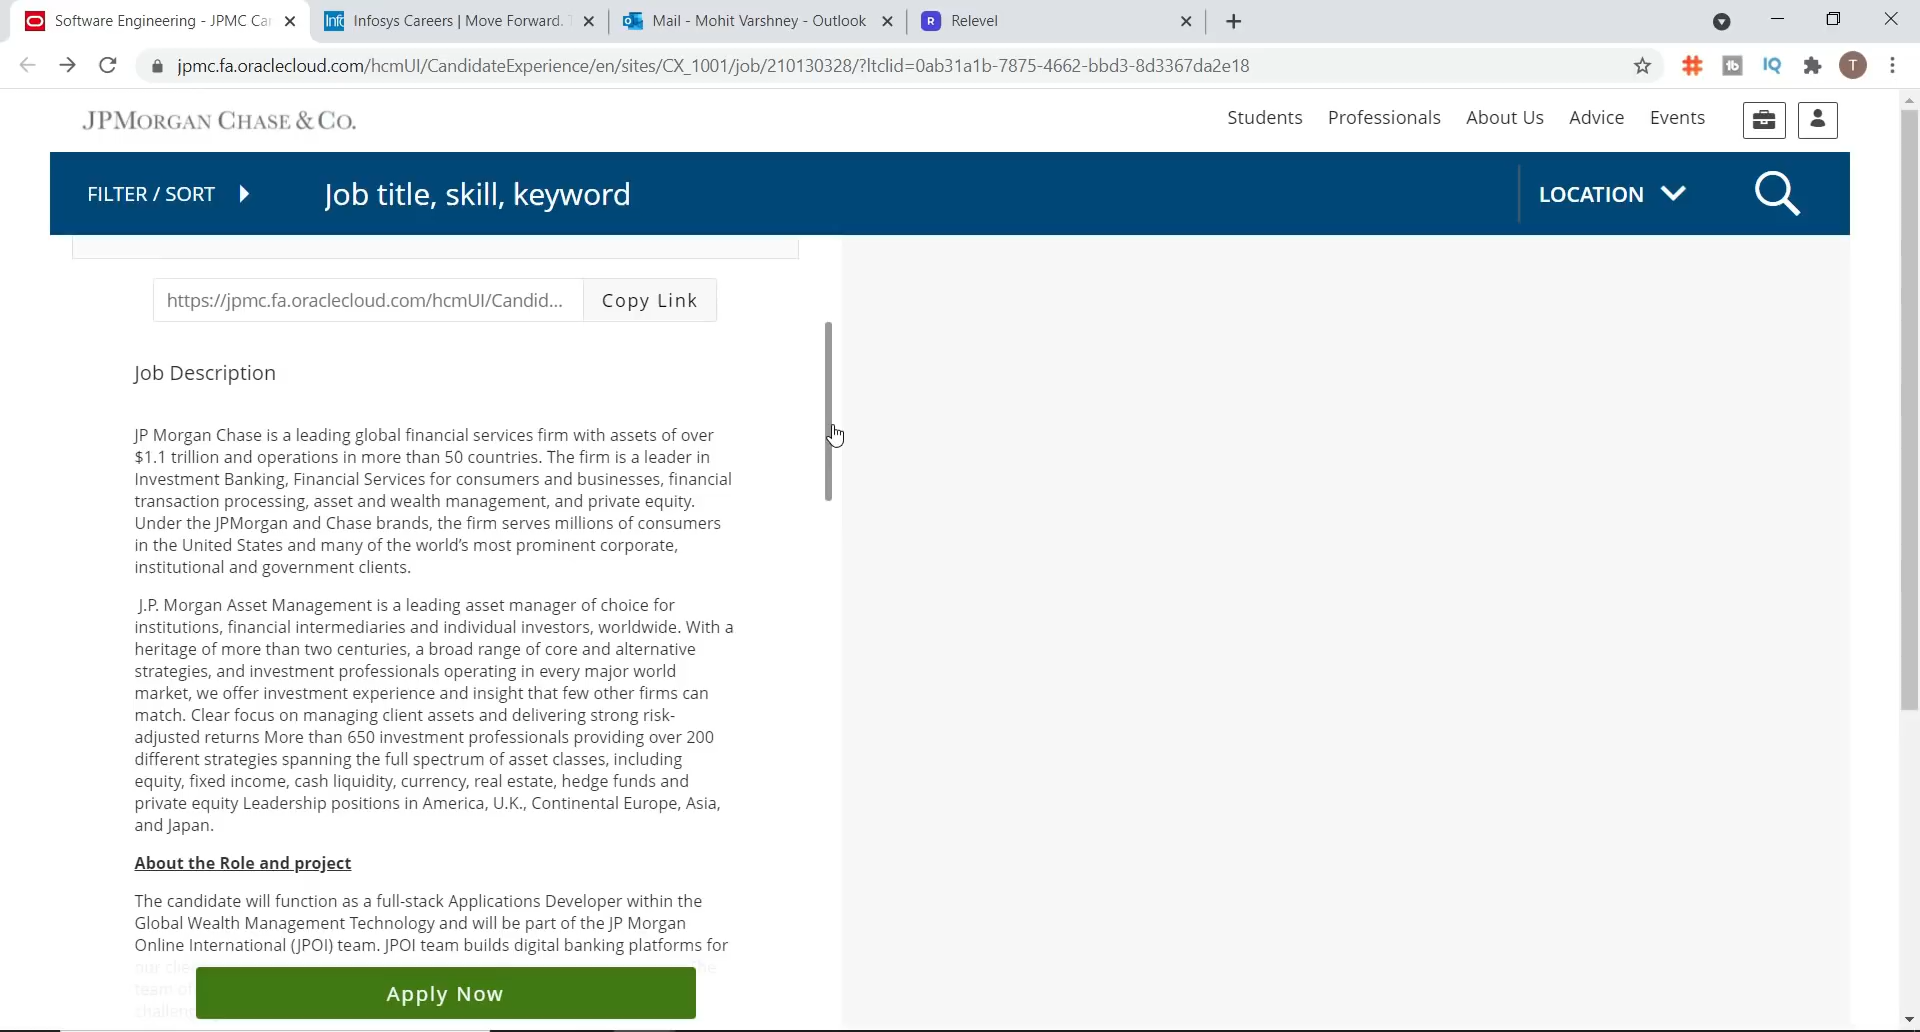 Software Engineering - JPMC Ca
Infosys Careers | Move Forward. T
Mail - Mohit Varshney - Outlook
Relevel
jpmc.fa.oraclecloud.com/hcmUI/CandidateExperience/en/sites/CX_1001/job/210130328/?ltclid=0ab31a1b-7875-4662-bbd3-8d3367da2e18
IQ
T
JPMORGAN CHASE & CO.
Students Professionals About Us Advice Events
FILTER / SORT Job title, skill, keyword LOCATION
https://jpmc.fa.oraclecloud.com/hcmUI/Candid... Copy Link
Job Description
JP Morgan Chase is a leading global financial services firm with assets of over
$1.1 trillion and operations in more than 50 countries. The firm is a leader in
Investment Banking, Financial Services for consumers and businesses, financial
transaction processing, asset and wealth management, and private equity.
Under the JPMorgan and Chase brands, the firm serves millions of consumers
in the United States and many of the world's most prominent corporate,
institutional and government clients.
J.P. Morgan Asset Management is a leading asset manager of choice for
institutions, financial intermediaries and individual investors, worldwide. With a
heritage of more than two centuries, a broad range of core and alternative
strategies, and investment professionals operating in every major world
market, we offer investment experience and insight that few other firms can
match. Clear focus on managing client assets and delivering strong risk-
adjusted returns More than 650 investment professionals providing over 200
different strategies spanning the full spectrum of asset classes, including
equity, fixed income, cash liquidity, currency, real estate, hedge funds and
private equity Leadership positions in America, U.K., Continental Europe, Asia,
and Japan.
About the Role and project
The candidate will function as a full-stack Applications Developer within the
Global Wealth Management Technology and will be part of the JP Morgan
Online International (JPOI) team. JPOI team builds digital banking platforms for
our
team of
Apply Now